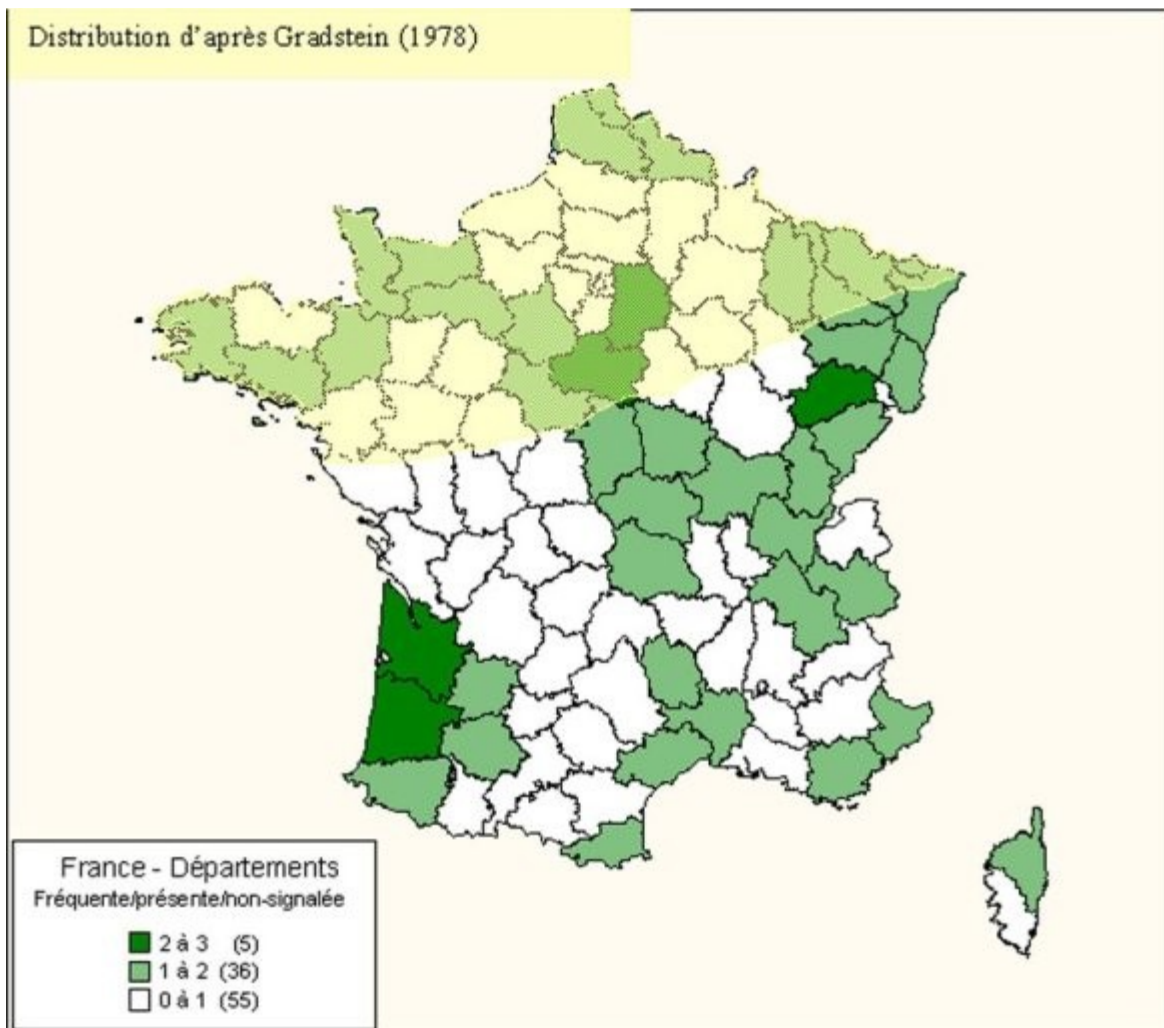 Distribution d'après Gradstein (1978)
France - Départements
Fréquente/présente/non-signalée
2 à 3 (5)
1 à 2 (36)
0 à 1 (55)